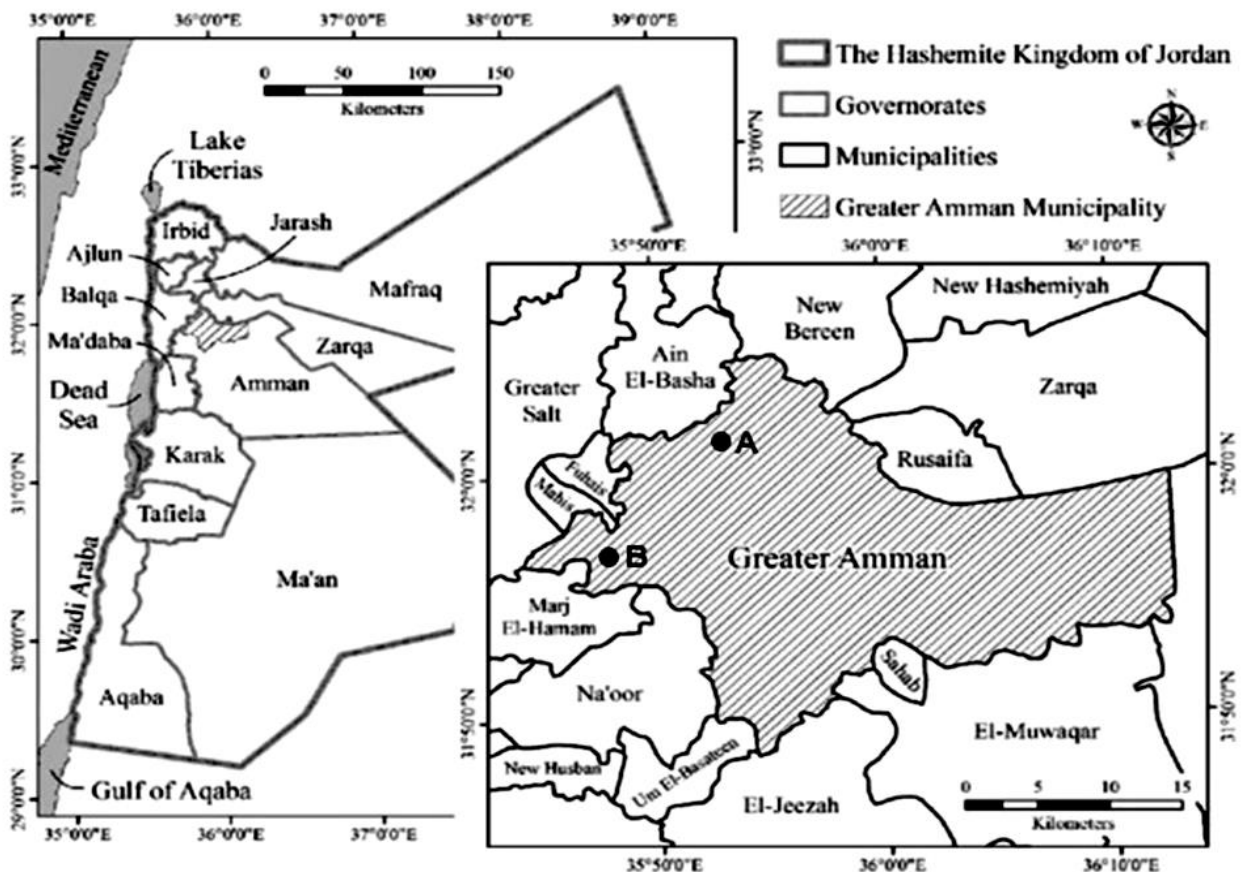 35°0'0"E
36°0'0"E
37°0'0"E
38°0'0"E
39°0'0"E
Mediterranean
0 50 100 150
Kilometers
Lake
Tiberias
33°0'0"N
33°0'0"N
Irbid
Jarash
Ajlun
Balqa
Mafraq
32°0'0"N
Ma'daba
Zarqa
Amman
Dead
Sea
Karak
31°0'0"N
Tafiela
Wadi Araba
Ma'an
30°0'0"N
Aqaba
Gulf of Aqaba
29°0'0"N
35°0'0"E
36°0'0"E
37°0'0"E
The Hashemite Kingdom of Jordan
Governorates
Municipalities
Greater Amman Municipality
N
W E
S
35°50'0"E
36°0'0"E
36°10'0"E
New Hashemiyah
New
Bereen
Ain
El-Basha
Zarqa
Greater
Salt
A
Rusaifa
Fuhais
Mahis
32°0'0"N
32°0'0"N
B
Greater Amman
Marj
El-Hamam
Sahab
Na'oor
31°50'0"N
31°50'0"N
El-Muwaqar
New Husban
Um El-Basateen
El-Jeezah
0 5 10 15
Kilometers
35°50'0"E
36°0'0"E
36°10'0"E